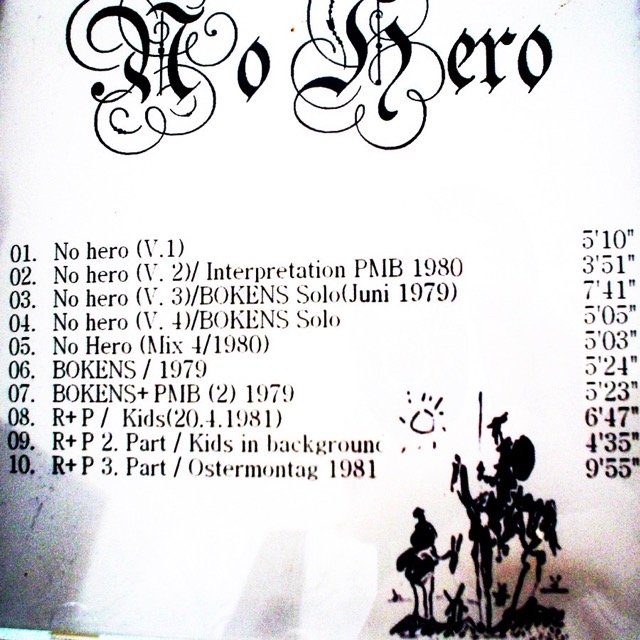 No Hero
01. No hero (V.1) 5'10"
02. No hero (V. 2)/ Interpretation PMB 1980 3'51"
03. No hero (V. 3)/BOKENS Solo(Juni 1979) 7'41"
04. No hero (V. 4)/BOKENS Solo 5'05"
05. No Hero (Mix 4/1980) 5'03"
06. BOKENS / 1979 5'24"
07. BOKENS+PMB (2) 1979 5'23"
08. R+P / Kids(20.4.1981) 6'47"
09. R+P 2. Part / Kids in background 4'35"
10. R+P 3. Part / Ostermontag 1981 9'55"